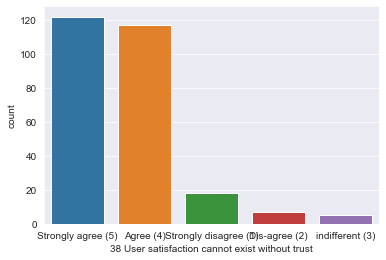 120
100
80
60
40
20
0
count
Strongly agree (5) Agree (4) Strongly disagree (1) Dis-agree (2) indifferent (3)
38 User satisfaction cannot exist without trust